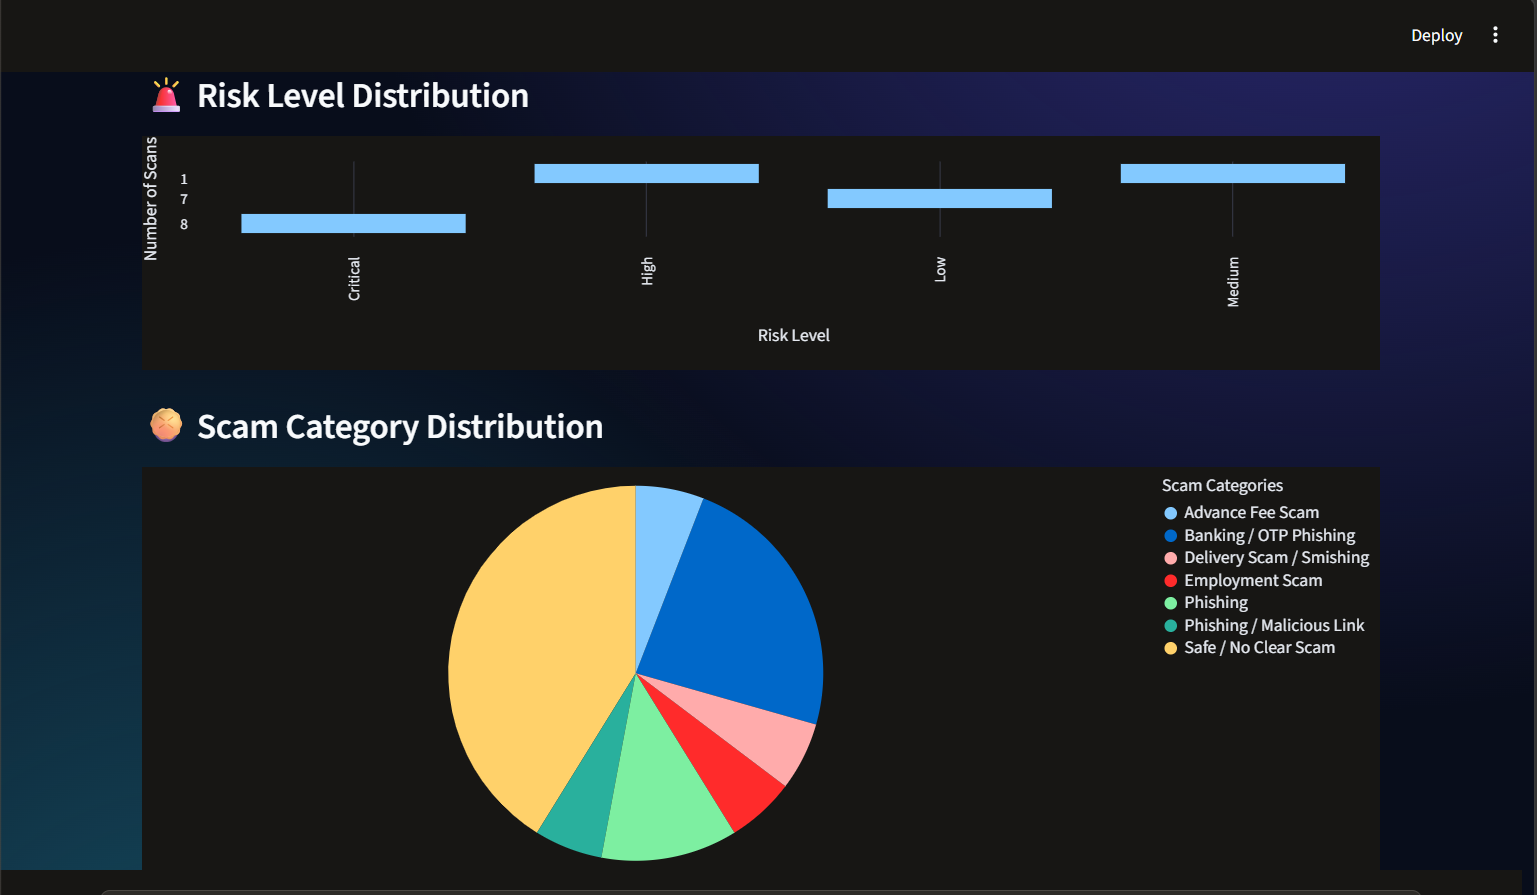 Deploy
Risk Level Distribution
Number of Scans
1
7
8
Critical
High
Low
Medium
Risk Level
Scam Category Distribution
Scam Categories
Advance Fee Scam
Banking / OTP Phishing
Delivery Scam / Smishing
Employment Scam
Phishing
Phishing / Malicious Link
Safe / No Clear Scam